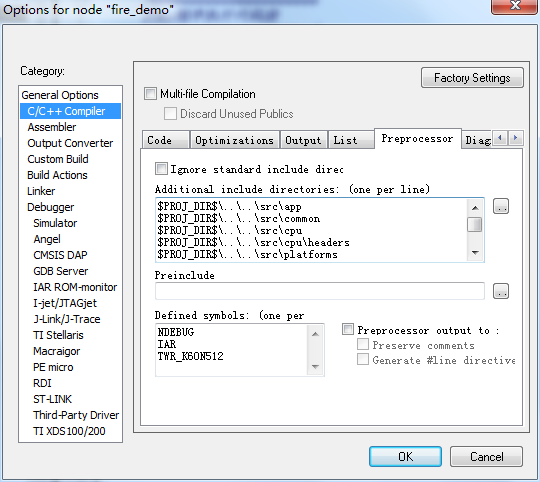 Options for node "fire_demo"
Category:
General Options
C/C++ Compiler
Assembler
Output Converter
Custom Build
Build Actions
Linker
Debugger
Simulator
Angel
CMSIS DAP
GDB Server
IAR ROM-monitor
I-jet/JTAGjet
J-Link/J-Trace
TI Stellaris
Macraigor
PE micro
RDI
ST-LINK
Third-Party Driver
TI XDS100/200
Factory Settings
Multi-file Compilation
Discard Unused Publics
Code Optimizations Output List Preprocessor Diag
Ignore standard include direc
Additional include directories: (one per line)
$PROJ_DIR$\..\..\src\app
$PROJ_DIR$\..\..\src\common
$PROJ_DIR$\..\..\src\cpu
$PROJ_DIR$\..\..\src\cpu\headers
$PROJ_DIR$\..\..\src\platforms
...
Preinclude
...
Defined symbols: (one per
NDEBUG
IAR
TWR_K60N512
Preprocessor output to :
Preserve comments
Generate #line directive
OK Cancel